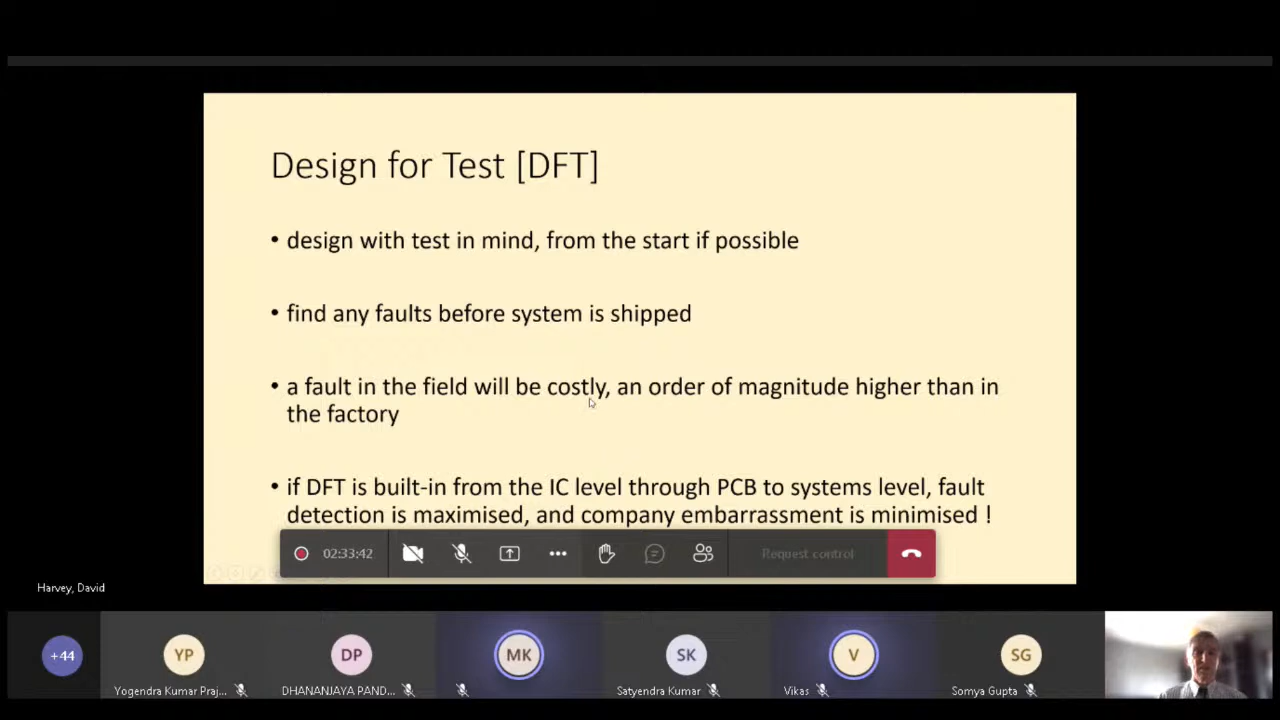 Design for Test [DFT]
• design with test in mind, from the start if possible
• find any faults before system is shipped
• a fault in the field will be costly, an order of magnitude higher than in
the factory
• if DFT is built-in from the IC level through PCB to systems level, fault
detection is maximised, and company embarrassment is minimised !
02:33:42
Request control
Harvey, David
+44
YP
DP
MK
SK
V
SG
Yogendra Kumar Praj...
DHANANJAYA PAND...
Satyendra Kumar
Vikas
Somya Gupta